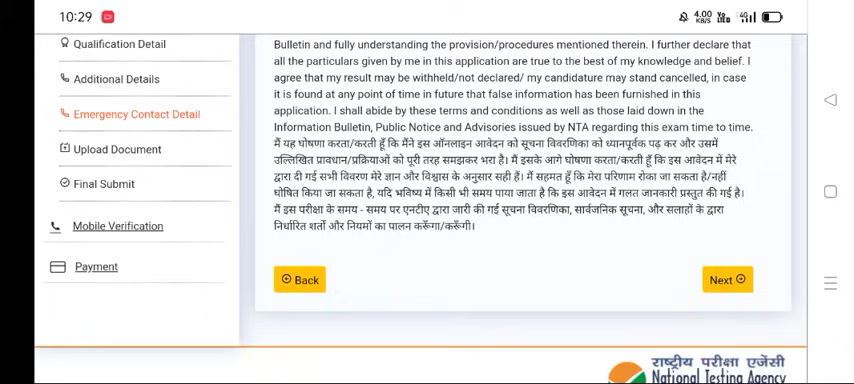 10:29
4.00
KB/S
4G
Qualification Detail
Additional Details
Emergency Contact Detail
Upload Document
Final Submit
Mobile Verification
Payment
Bulletin and fully understanding the provision/procedures mentioned therein. I further declare that
all the particulars given by me in this application are true to the best of my knowledge and belief. I
agree that my result may be withheld/not declared/ my candidature may stand cancelled, in case
it is found at any point of time in future that false information has been furnished in this
application. I shall abide by these terms and conditions as well as those laid down in the
Information Bulletin, Public Notice and Advisories issued by NTA regarding this exam time to time.
मैं यह घोषणा करता/करती हूँ कि मैंने इस ऑनलाइन आवेदन को सूचना विवरणिका को ध्यानपूर्वक पढ़ कर और उसमें
उल्लिखित प्रावधान/प्रक्रियाओं को पूरी तरह समझकर भरा है। मैं इसके आगे घोषणा करता/करती हूँ कि इस आवेदन में मेरे
द्वारा दी गई सभी विवरण मेरे ज्ञान और विश्वास के अनुसार सही हैं। मैं सहमत हूँ कि मेरा परिणाम रोका जा सकता है/नहीं
घोषित किया जा सकता है, यदि भविष्य में किसी भी समय पाया जाता है कि इस आवेदन में गलत जानकारी प्रस्तुत की गई है।
मैं इस परीक्षा के समय - समय पर एनटीए द्वारा जारी की गई सूचना विवरणिका, सार्वजनिक सूचना, और सलाहों के द्वारा
निर्धारित शर्तों और नियमों का पालन करूँगा/करूँगी।
Back
Next
राष्ट्रीय परीक्षा एजेंसी
National Testing Agency